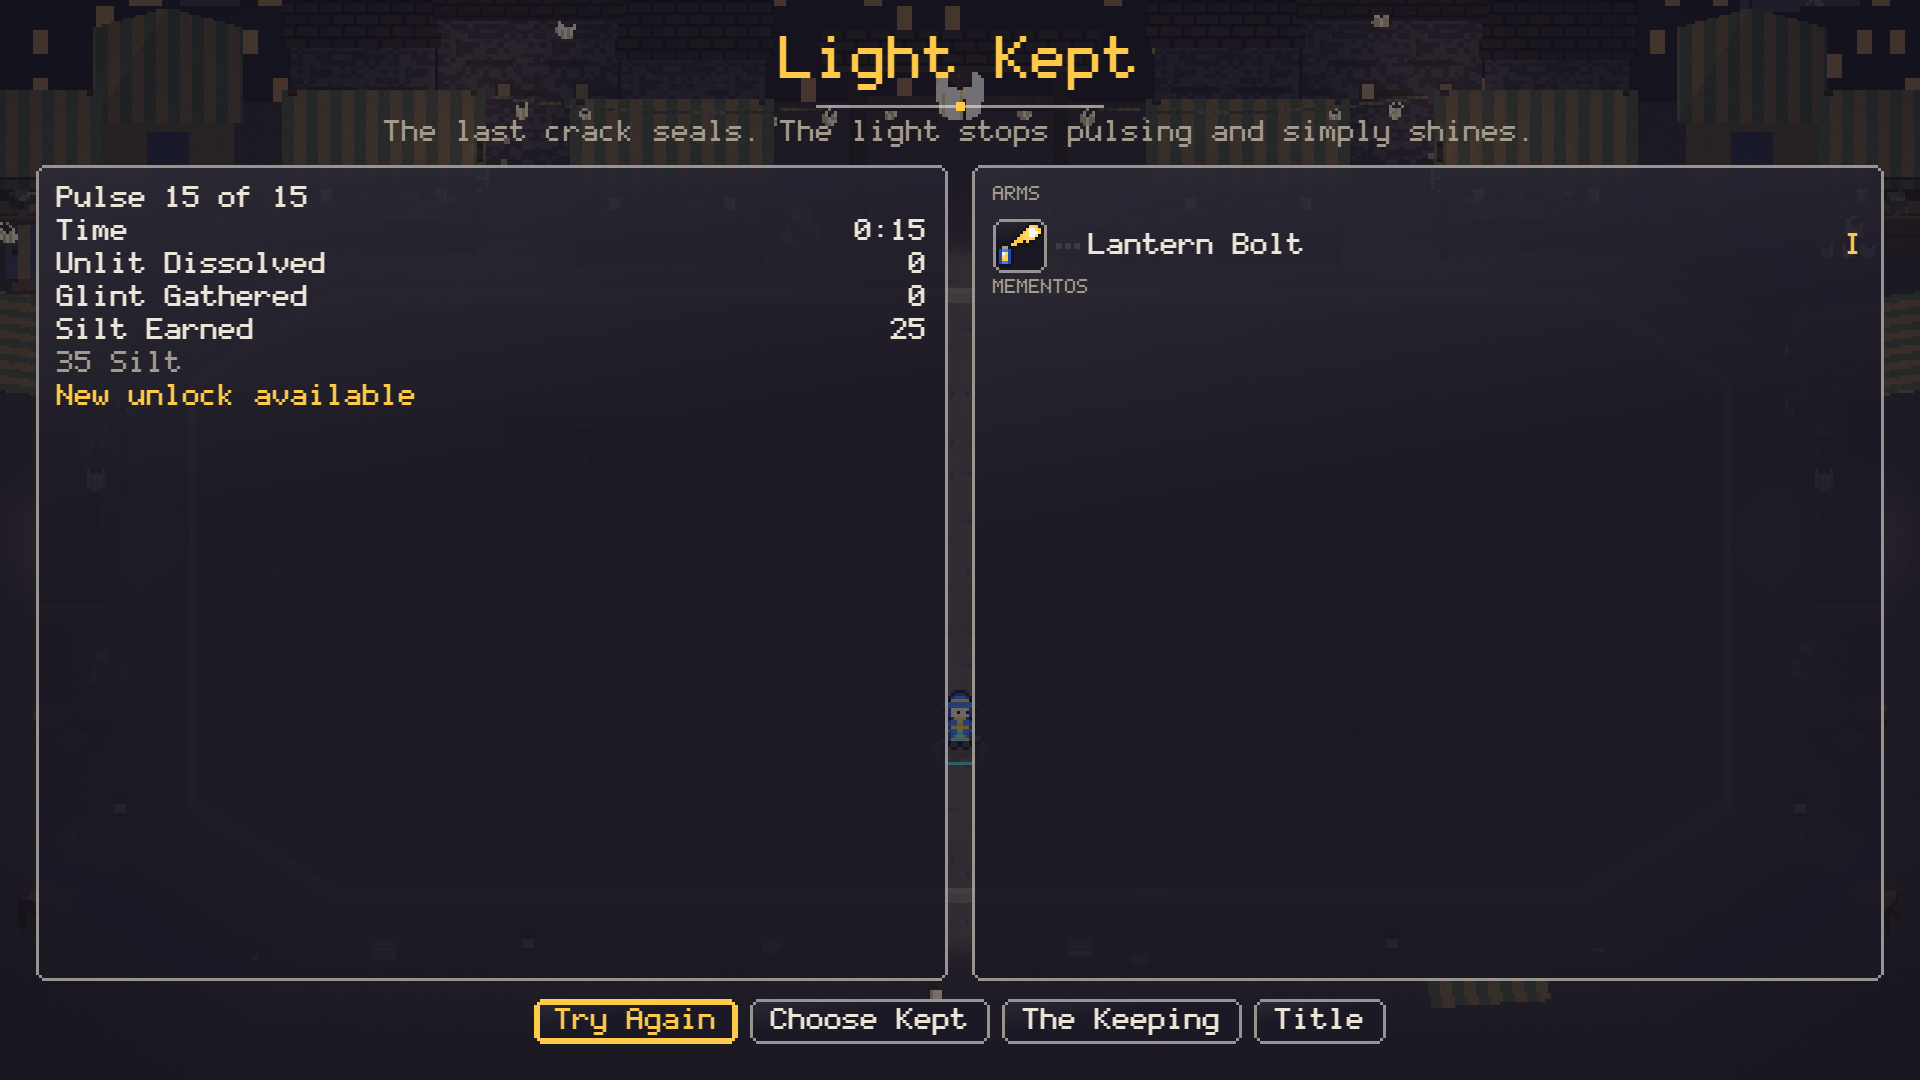 Light Kept
The last crack seals. The light stops pulsing and simply shines.
Pulse 15 of 15
Time 0:15
Unlit Dissolved 0
Glint Gathered 0
Silt Earned 25
35 Silt
New unlock available
ARMS
Lantern Bolt I
MEMENTOS
Try Again Choose Kept The Keeping Title